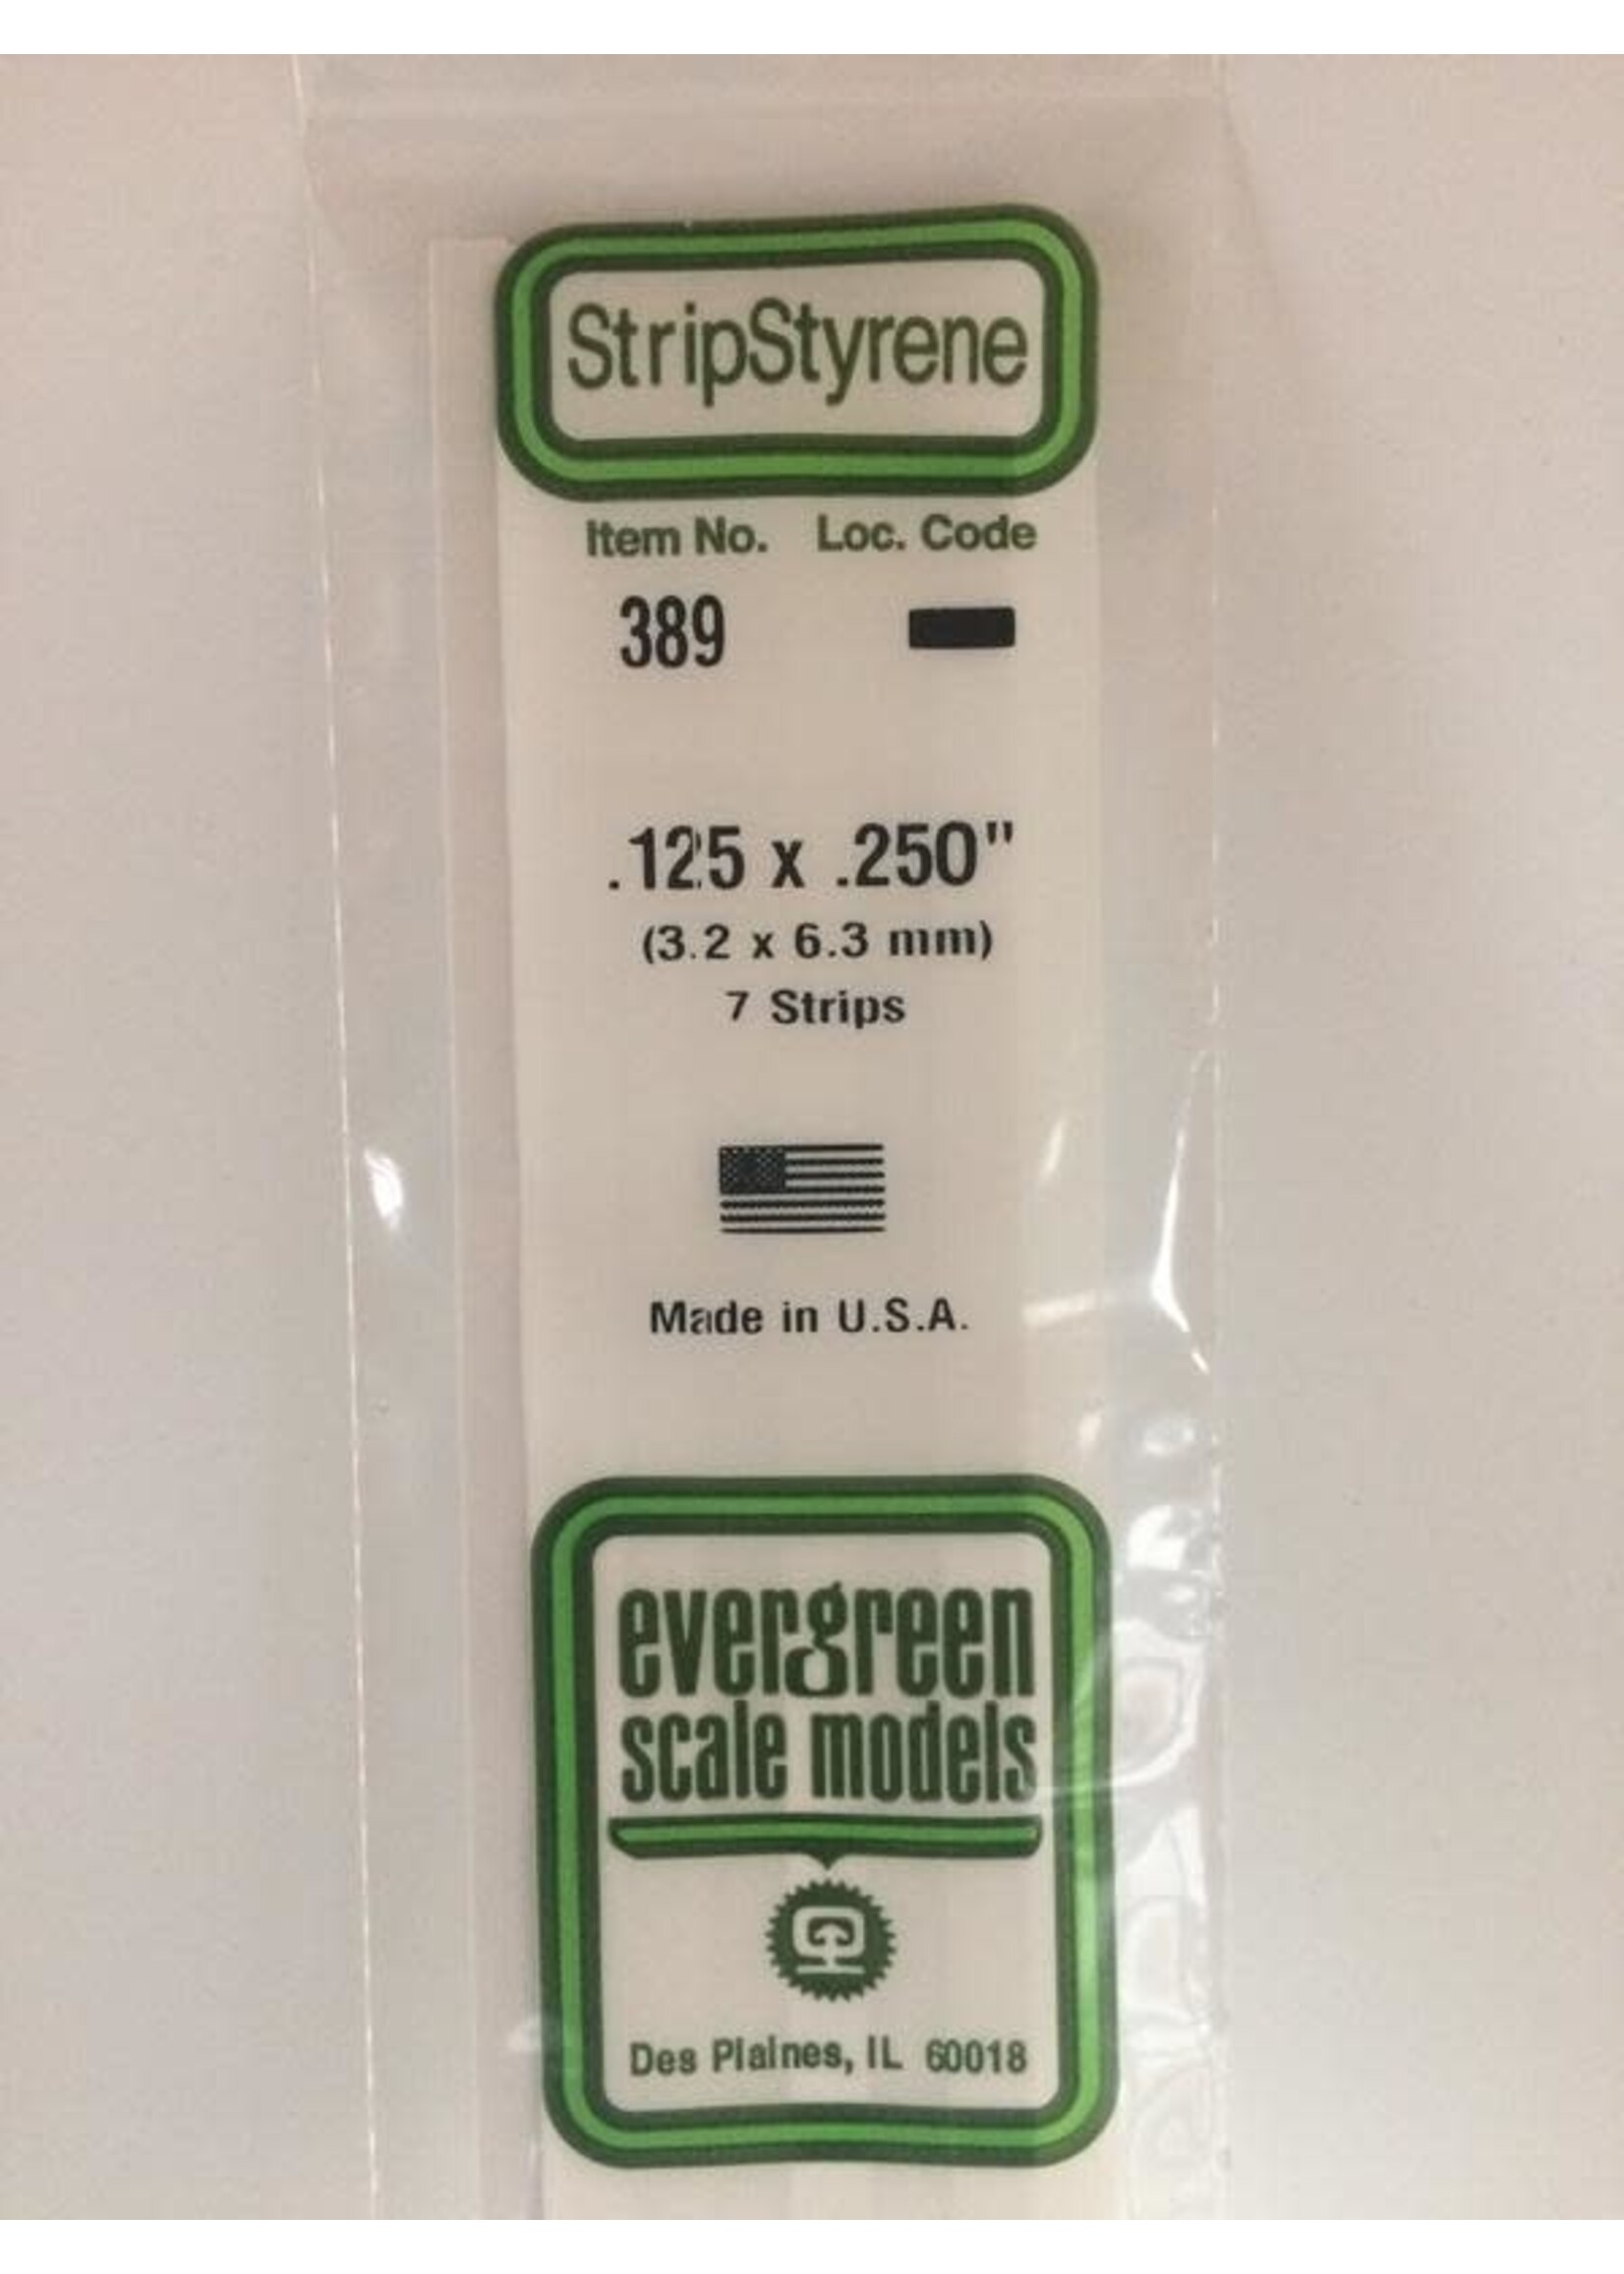 StripStyrene
Item No. Loc. Code
389
.125 x .250"
(3.2 x 6.3 mm)
7 Strips
Made in U.S.A.
evergreen
scale models
Des Plaines, IL 60018